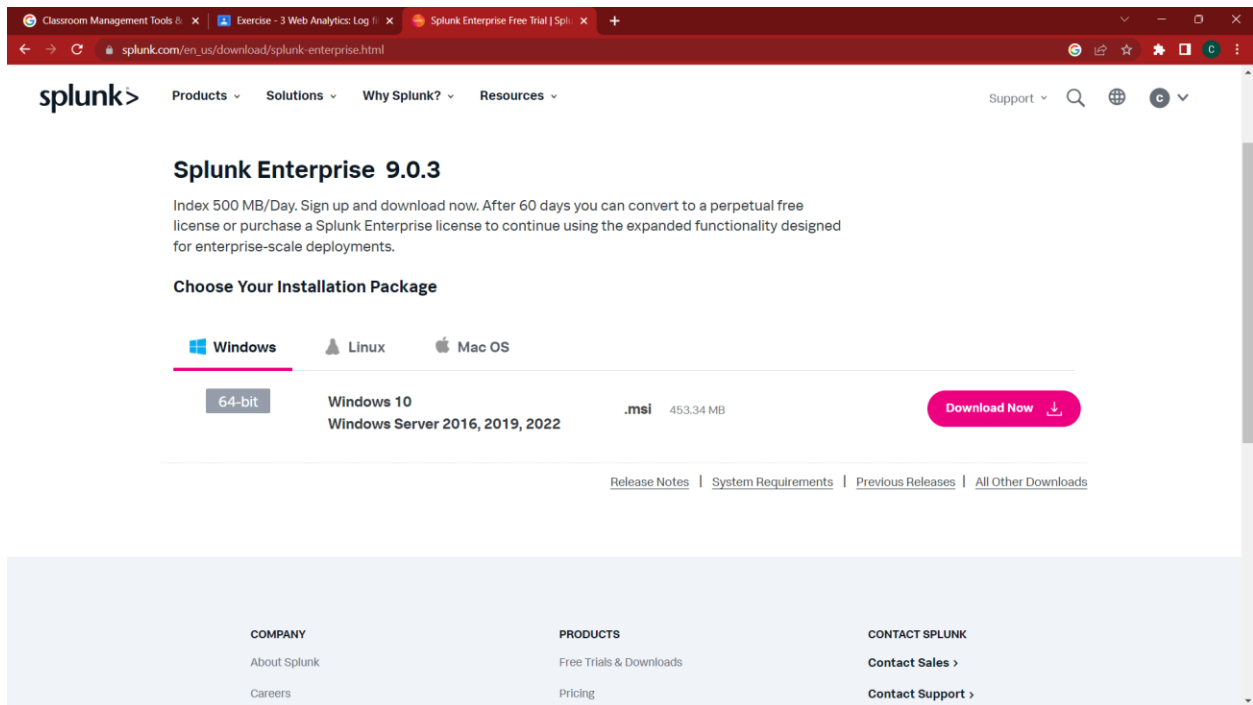 Classroom Management Tools &
Exercise - 3 Web Analytics: Log fi
Splunk Enterprise Free Trial | Splu
splunk.com/en_us/download/splunk-enterprise.html
C
splunk>
Products
Solutions
Why Splunk?
Resources
Support
C
Splunk Enterprise 9.0.3
Index 500 MB/Day. Sign up and download now. After 60 days you can convert to a perpetual free
license or purchase a Splunk Enterprise license to continue using the expanded functionality designed
for enterprise-scale deployments.
Choose Your Installation Package
Windows
Linux
Mac OS
64-bit
Windows 10
Windows Server 2016, 2019, 2022
.msi 453.34 MB
Download Now
Release Notes | System Requirements | Previous Releases | All Other Downloads
COMPANY
PRODUCTS
CONTACT SPLUNK
About Splunk
Free Trials & Downloads
Contact Sales >
Careers
Pricing
Contact Support >